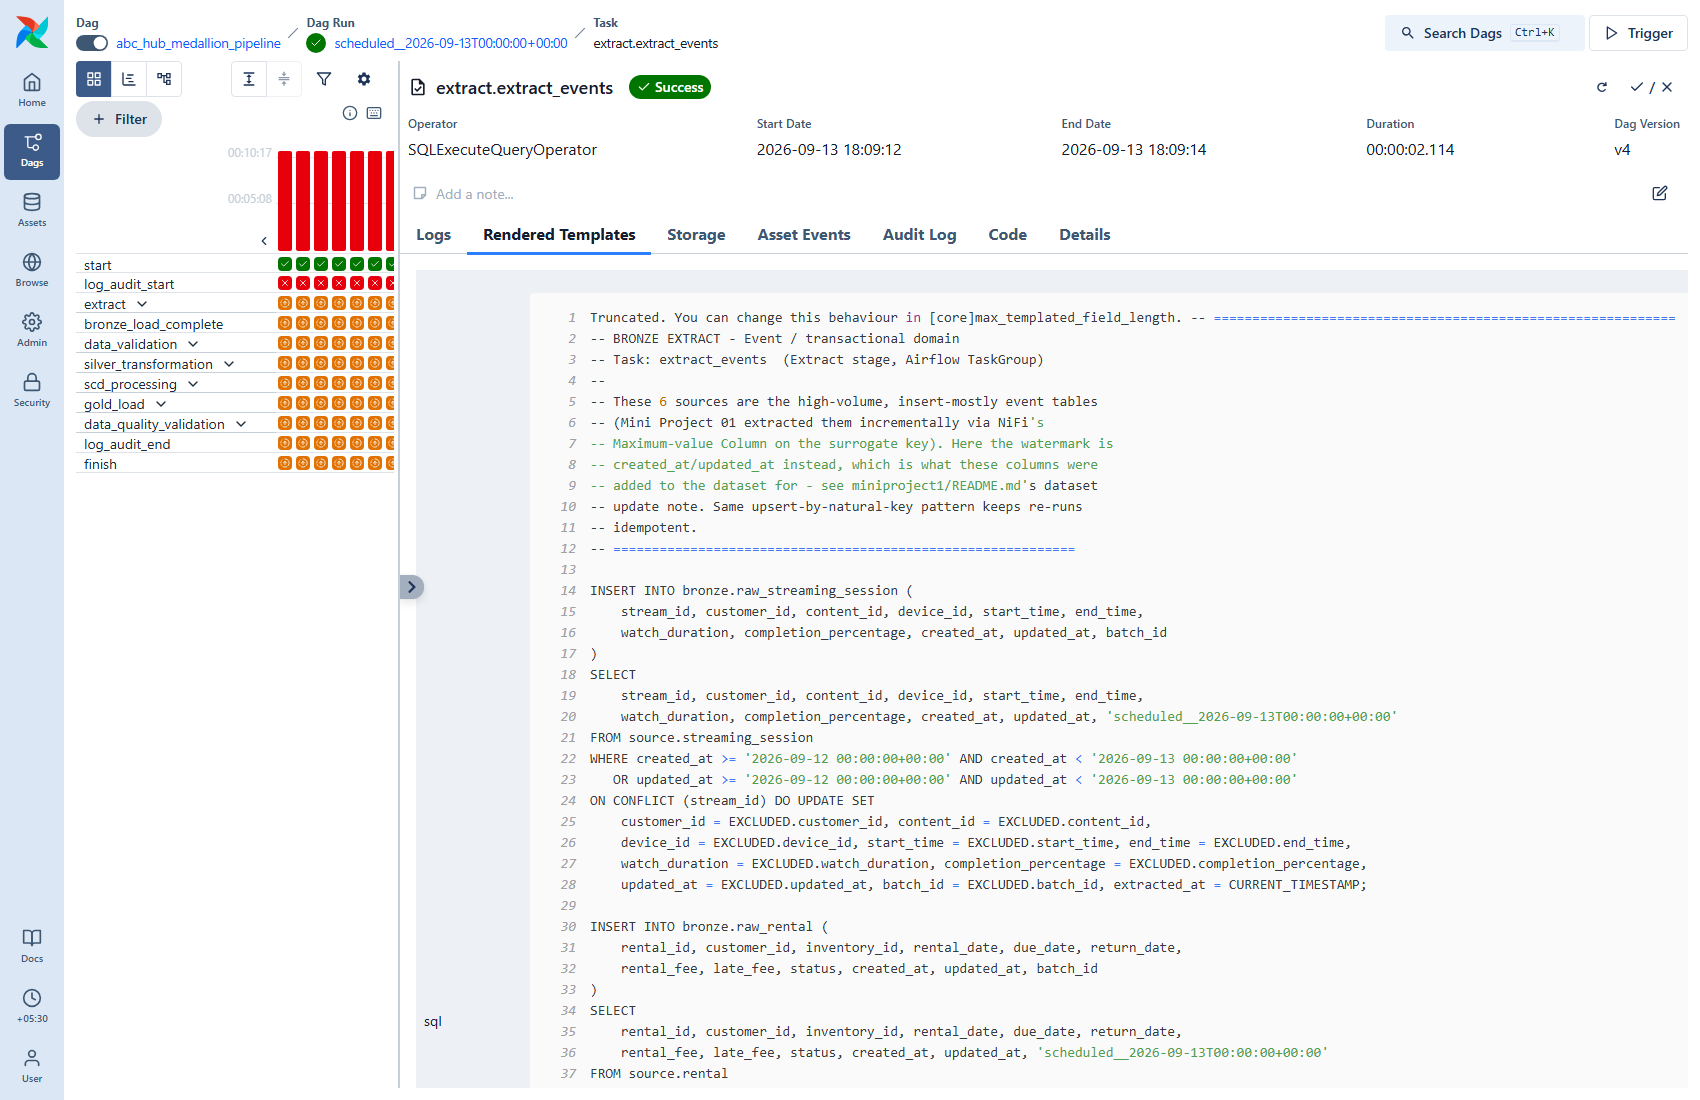 Dag
abc_hub_medallion_pipeline
Dag Run
scheduled__2026-09-13T00:00:00+00:00
Task
extract.extract_events
Search Dags
Ctrl+K
Trigger
Home
Dags
Assets
Browse
Admin
Security
Docs
+05:30
User
Filter
00:10:17
00:05:08
start
log_audit_start
extract
bronze_load_complete
data_validation
silver_transformation
scd_processing
gold_load
data_quality_validation
log_audit_end
finish
extract.extract_events
Success
Operator
SQLExecuteQueryOperator
Start Date
2026-09-13 18:09:12
End Date
2026-09-13 18:09:14
Duration
00:00:02.114
Dag Version
v4
Add a note...
Logs Rendered Templates Storage Asset Events Audit Log Code Details
sql
1 Truncated. You can change this behaviour in [core]max_templated_field_length. -- ============================================================
2 -- BRONZE EXTRACT - Event / transactional domain
3 -- Task: extract_events  (Extract stage, Airflow TaskGroup)
4 --
5 -- These 6 sources are the high-volume, insert-mostly event tables
6 -- (Mini Project 01 extracted them incrementally via NiFi's
7 -- Maximum-value Column on the surrogate key). Here the watermark is
8 -- created_at/updated_at instead, which is what these columns were
9 -- added to the dataset for - see miniproject1/README.md's dataset
10 -- update note. Same upsert-by-natural-key pattern keeps re-runs
11 -- idempotent.
12 -- ============================================================
13
14 INSERT INTO bronze.raw_streaming_session (
15     stream_id, customer_id, content_id, device_id, start_time, end_time,
16     watch_duration, completion_percentage, created_at, updated_at, batch_id
17 )
18 SELECT
19     stream_id, customer_id, content_id, device_id, start_time, end_time,
20     watch_duration, completion_percentage, created_at, updated_at, 'scheduled__2026-09-13T00:00:00+00:00'
21 FROM source.streaming_session
22 WHERE created_at >= '2026-09-12 00:00:00+00:00' AND created_at < '2026-09-13 00:00:00+00:00'
23    OR updated_at >= '2026-09-12 00:00:00+00:00' AND updated_at < '2026-09-13 00:00:00+00:00'
24 ON CONFLICT (stream_id) DO UPDATE SET
25     customer_id = EXCLUDED.customer_id, content_id = EXCLUDED.content_id,
26     device_id = EXCLUDED.device_id, start_time = EXCLUDED.start_time, end_time = EXCLUDED.end_time,
27     watch_duration = EXCLUDED.watch_duration, completion_percentage = EXCLUDED.completion_percentage,
28     updated_at = EXCLUDED.updated_at, batch_id = EXCLUDED.batch_id, extracted_at = CURRENT_TIMESTAMP;
29
30 INSERT INTO bronze.raw_rental (
31     rental_id, customer_id, inventory_id, rental_date, due_date, return_date,
32     rental_fee, late_fee, status, created_at, updated_at, batch_id
33 )
34 SELECT
35     rental_id, customer_id, inventory_id, rental_date, due_date, return_date,
36     rental_fee, late_fee, status, created_at, updated_at, 'scheduled__2026-09-13T00:00:00+00:00'
37 FROM source.rental